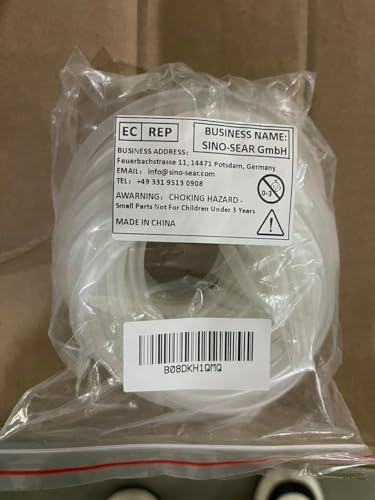 EC REP
BUSINESS NAME:
SINO-SEAR GmbH
BUSINESS ADDRESS:
Feuerbachstrasse 11, 14471 Potsdam, Germany
EMAIL: info@sino-sear.com
TEL: +49 331 9513 0908
0-3
AWARNING: CHOKING HAZARD -
Small Parts Not For Children Under 3 Years
MADE IN CHINA
B08DKH1QMQ